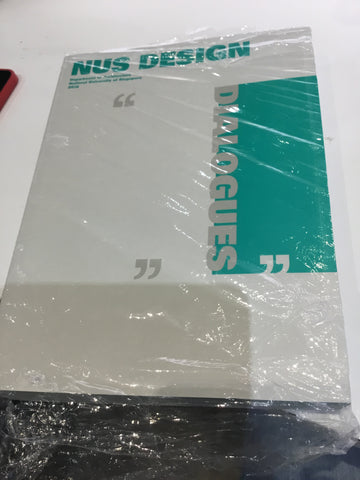 NUS DESIGN
Department of Architecture
National University of Singapore
“
DIALOGUES
”
”